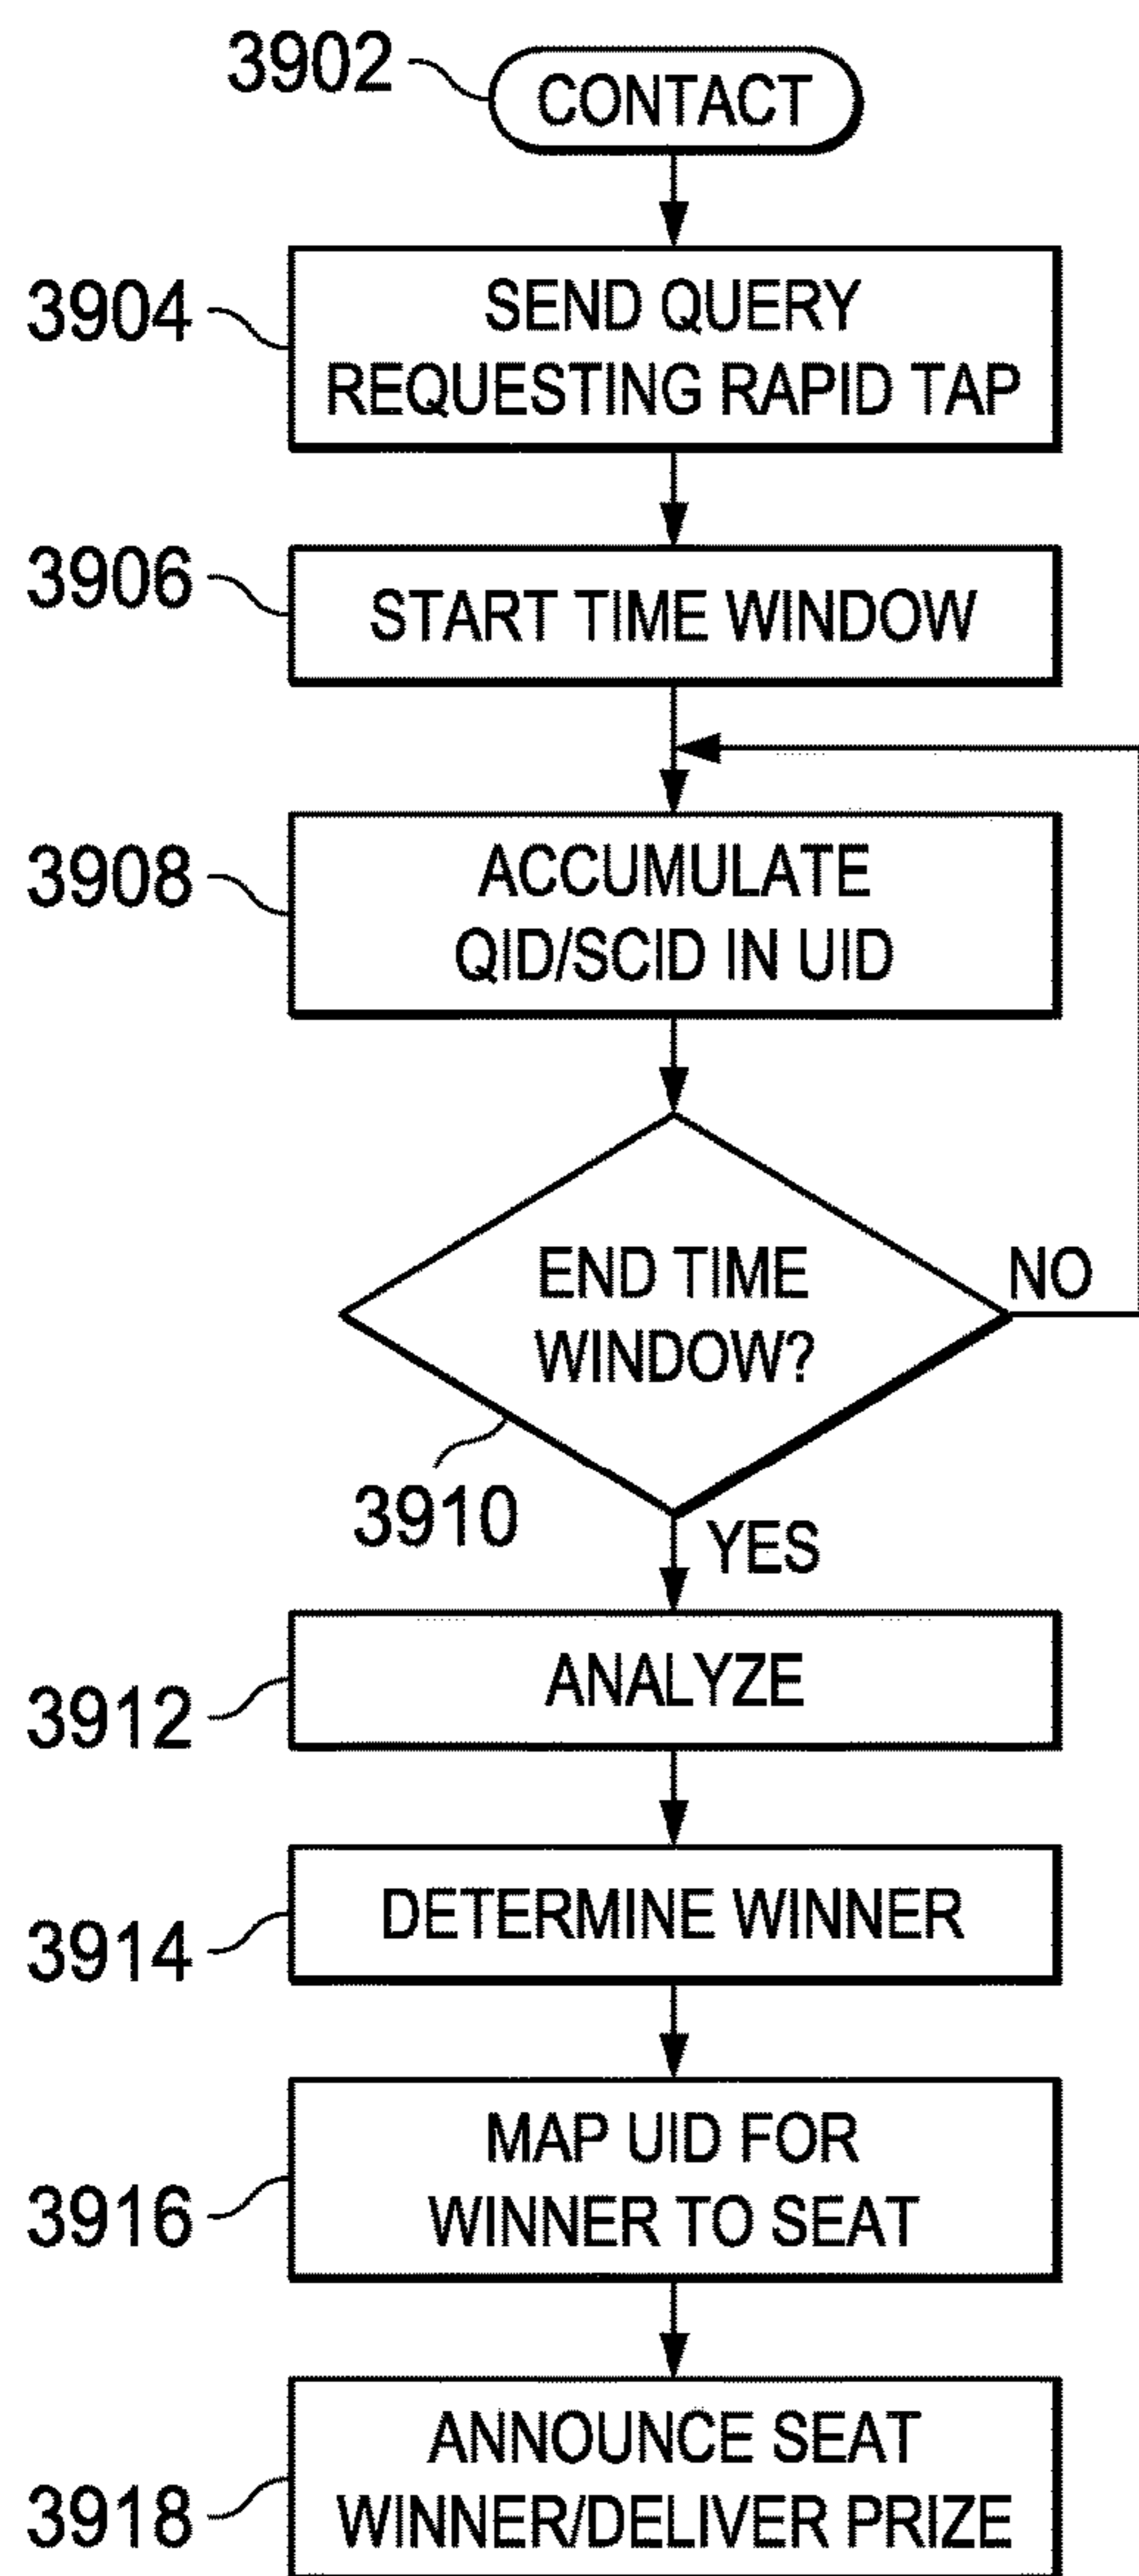 3902
CONTACT
3904
SEND QUERY
REQUESTING RAPID TAP
3906
START TIME WINDOW
3908
ACCUMULATE
QID/SCID IN UID
END TIME
WINDOW?
NO
3910
YES
3912
ANALYZE
3914
DETERMINE WINNER
3916
MAP UID FOR
WINNER TO SEAT
3918
ANNOUNCE SEAT
WINNER/DELIVER PRIZE